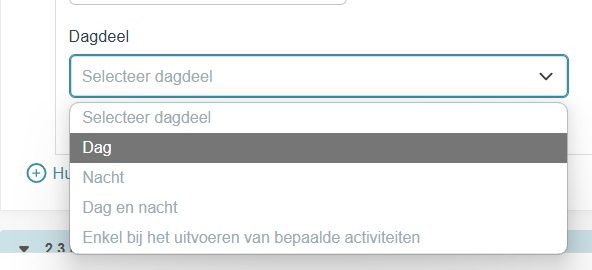 Dagdeel
Selecteer dagdeel
Selecteer dagdeel
Dag
Nacht
Dag en nacht
Enkel bij het uitvoeren van bepaalde activiteiten